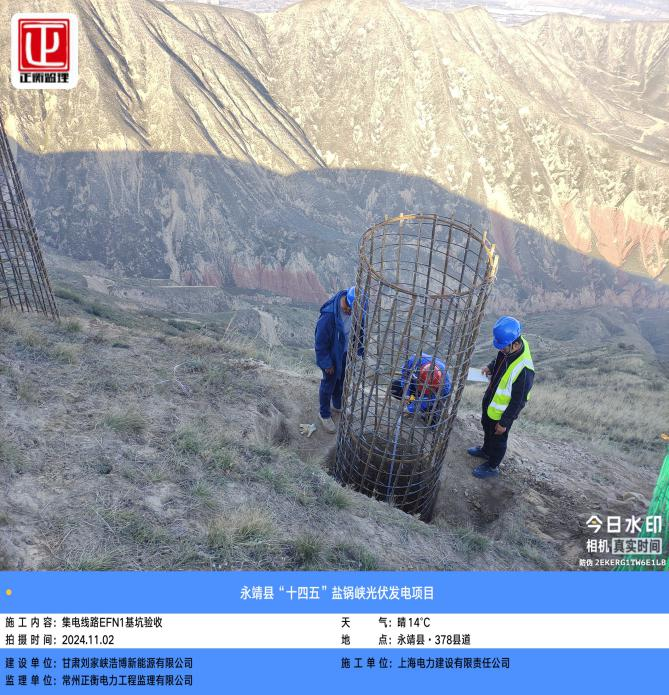 正衡监理
今日水印
相机 真实时间
防伪 2EKERG1TW6E1LB
永靖县“十四五”盐锅峡光伏发电项目
施工内容：集电线路EFN1基坑验收
天 气：晴 14℃
拍摄时间：2024.11.02
地 点：永靖县·378县道
建设单位：甘肃刘家峡浩博新能源有限公司
施工单位：上海电力建设有限责任公司
监理单位：常州正衡电力工程监理有限公司